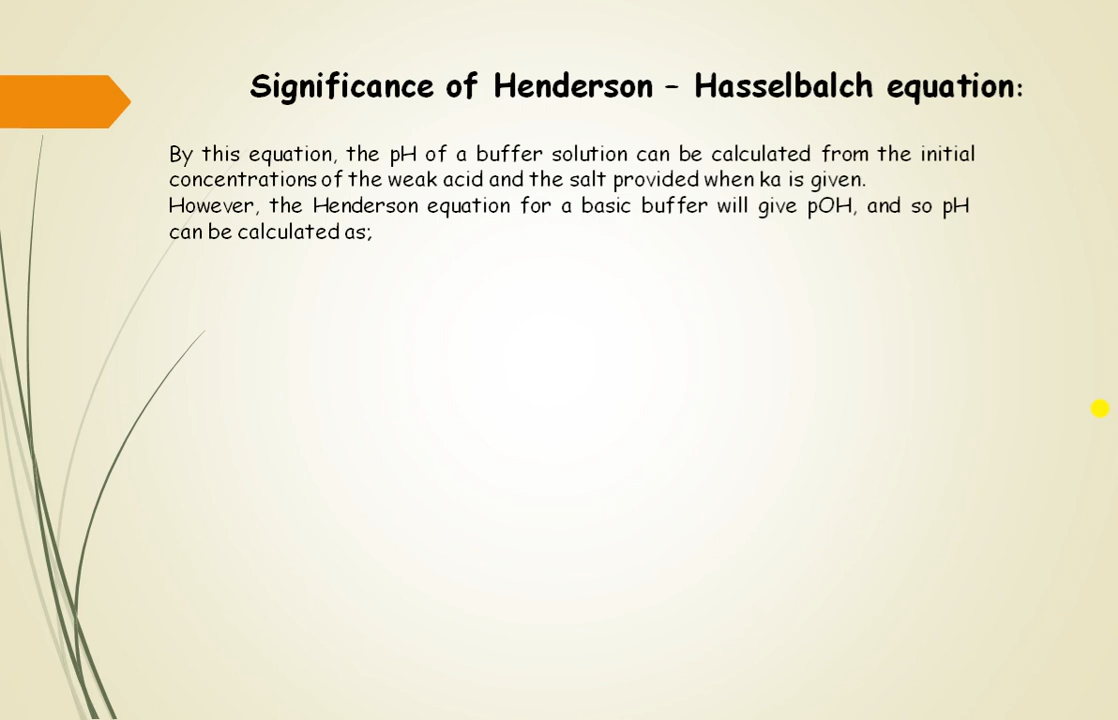 Significance of Henderson – Hasselbalch equation:
By this equation, the pH of a buffer solution can be calculated from the initial
concentrations of the weak acid and the salt provided when ka is given.
However, the Henderson equation for a basic buffer will give pOH, and so pH
can be calculated as;